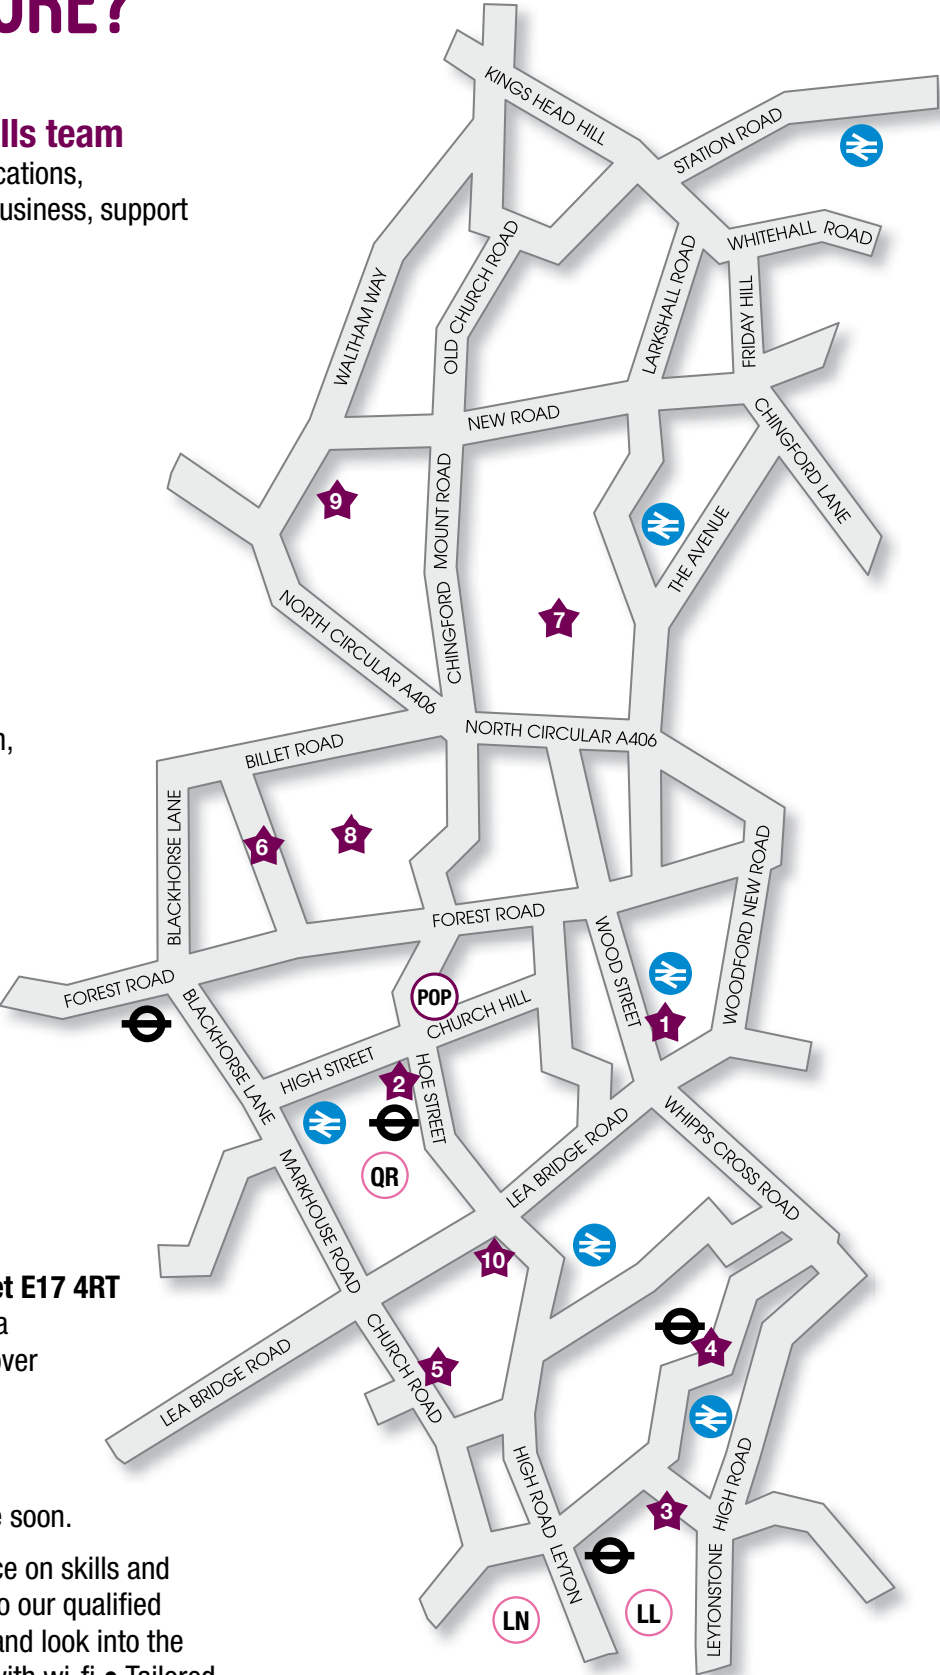 URE?
lls team
cations,
usiness, support
KINGS HEAD HILL
STATION ROAD
WHITEHALL ROAD
OLD CHURCH ROAD
LARKSHALL ROAD
WALTHAM WAY
FRIDAY HILL
NEW ROAD
CHINGFORD LANE
9
CHINGFORD MOUNT ROAD
THE AVENUE
7
NORTH CIRCULAR A406
n,
NORTH CIRCULAR A406
BILLET ROAD
BLACKHORSE LANE
6
8
WOODFORD NEW ROAD
FOREST ROAD
WOOD STREET
FOREST ROAD
POP
CHURCH HILL
1
BLACKHORSE LANE
HIGH STREET
2
HOE STREET
QR
LEA BRIDGE ROAD
WHIPPS CROSS ROAD
MARKHOUSE ROAD
10
et E17 4RT
a
over
4
CHURCH ROAD
5
LEA BRIDGE ROAD
HIGH ROAD LEYTON
LEYTONSTONE HIGH ROAD
3
e soon.
ce on skills and
o our qualified
LN
LL
and look into the
with wi-fi • Tailored